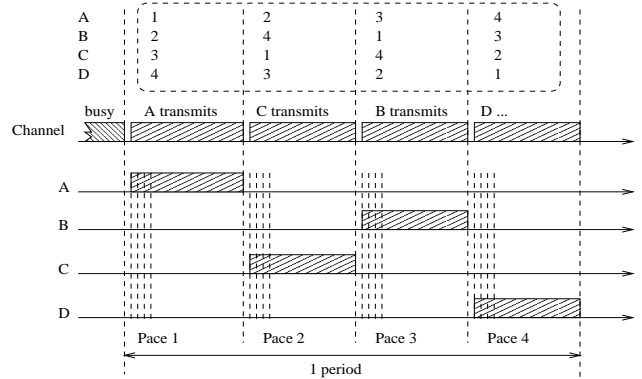 A 1 2 3 4
B 2 4 1 3
C 3 1 4 2
D 4 3 2 1
busy A transmits C transmits B transmits D ...
Channel
A
B
C
D
Pace 1 Pace 2 Pace 3 Pace 4
1 period